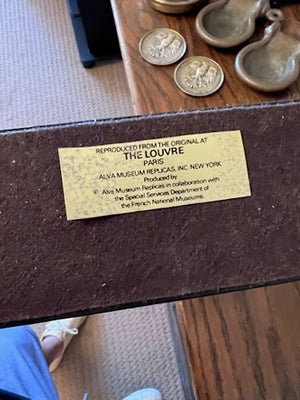 REPRODUCED FROM THE ORIGINAL AT
THE LOUVRE
PARIS
ALVA MUSEUM REPLICAS, INC. NEW YORK
Produced by
© Alva Museum Replicas in collaboration with
the Special Services Department of
the French National Museums.